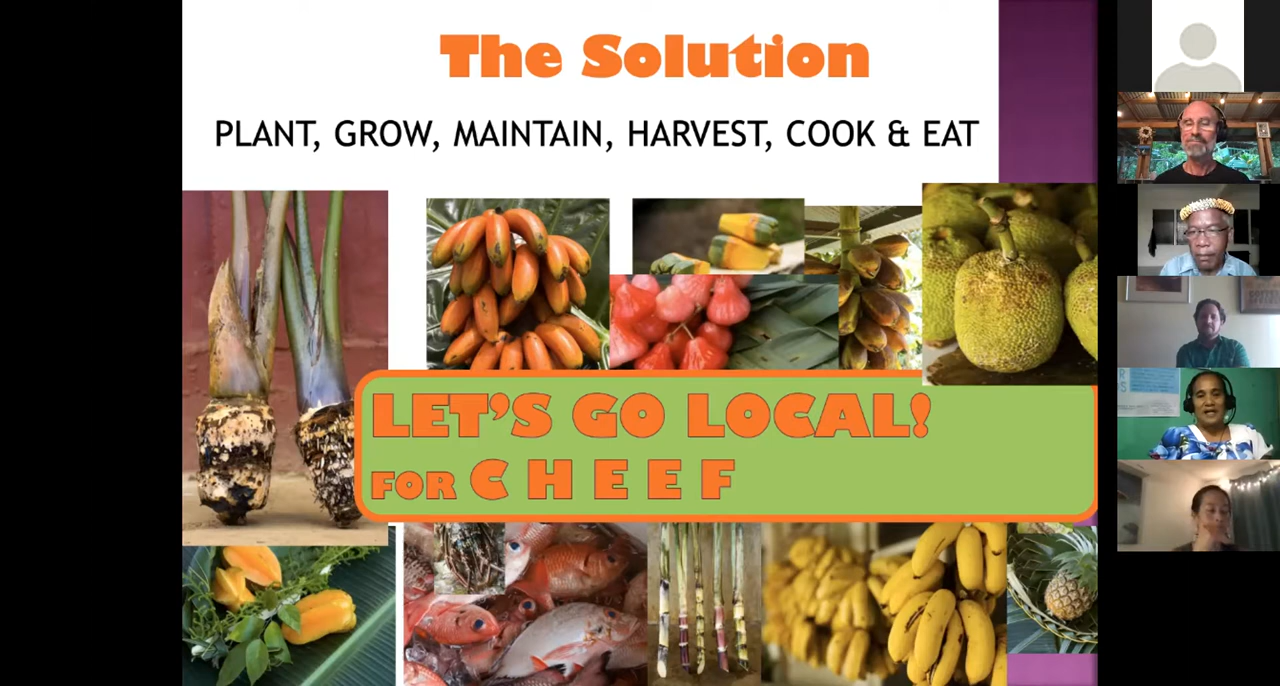 The Solution
PLANT, GROW, MAINTAIN, HARVEST, COOK & EAT
LET'S GO LOCAL!
FOR C H E E F